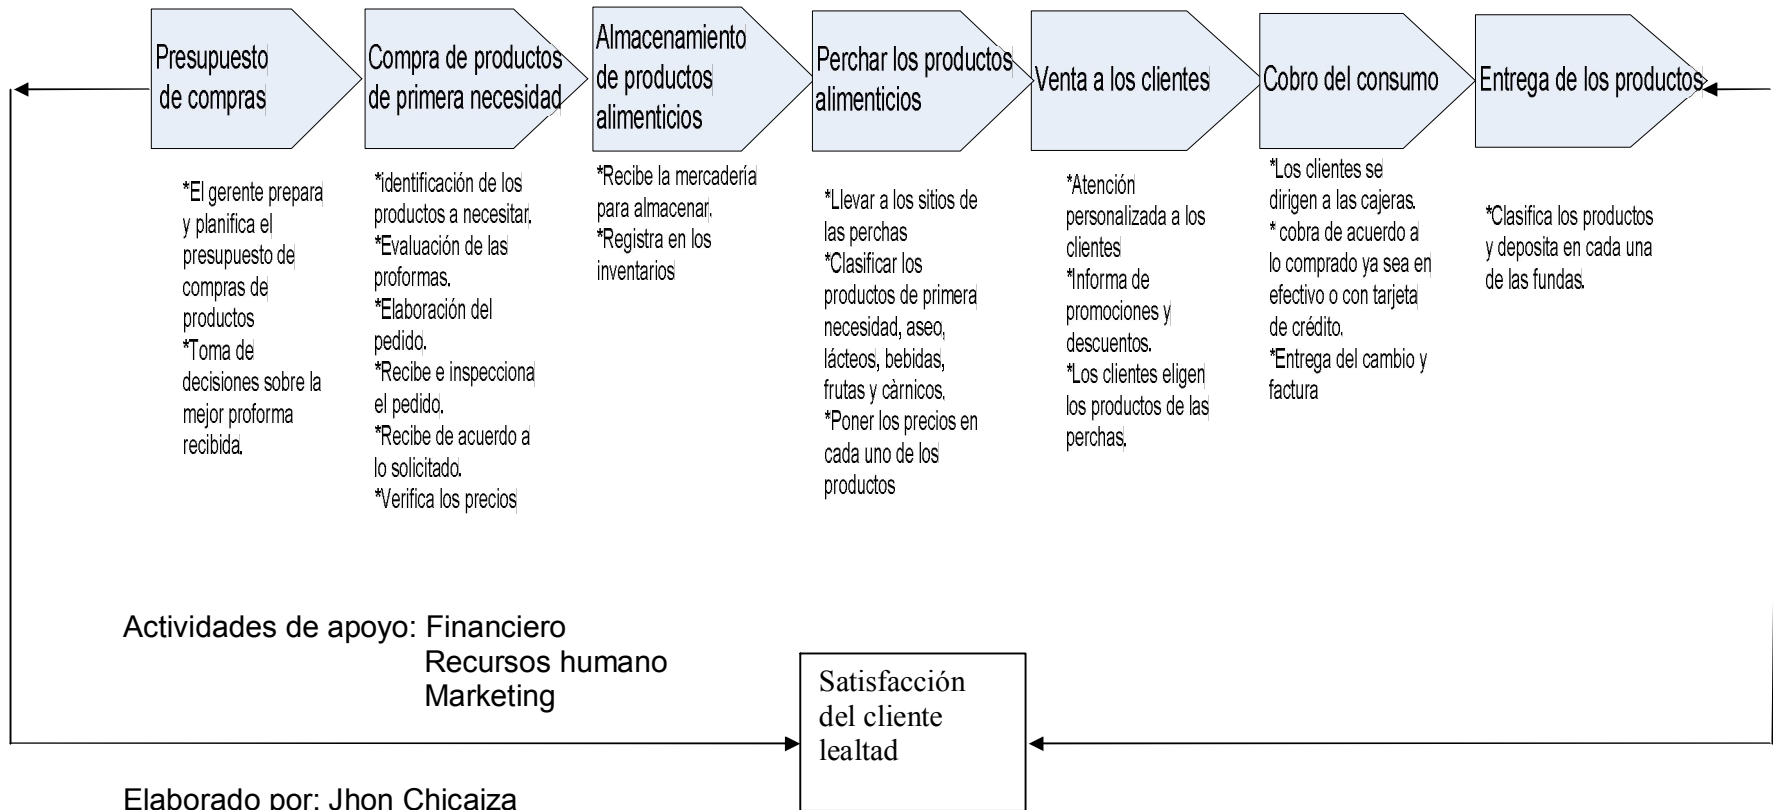 Presupuesto
de compras
Compra de productos
de primera necesidad
Almacenamiento
de productos
alimenticios
Perchar los productos
alimenticios
Venta a los clientes
Cobro del consumo
Entrega de los productos
*El gerente prepara
y planifica el
presupuesto de
compras de
productos
*Toma de
decisiones sobre la
mejor proforma
recibida.
*identificación de los
productos a necesitar.
*Evaluación de las
proformas.
*Elaboración del
pedido.
*Recibe e inspecciona
el pedido.
*Recibe de acuerdo a
lo solicitado.
*Verifica los precios
*Recibe la mercadería
para almacenar.
*Registra en los
inventarios
*Llevar a los sitios de
las perchas
*Clasificar los
productos de primera
necesidad, aseo,
lácteos, bebidas,
frutas y càrnicos.
*Poner los precios en
cada uno de los
productos
*Atención
personalizada a los
clientes
*Informa de
promociones y
descuentos.
*Los clientes eligen
los productos de las
perchas.
*Los clientes se
dirigen a las cajeras.
* cobra de acuerdo a
lo comprado ya sea en
efectivo o con tarjeta
de crédito.
*Entrega del cambio y
factura
*Clasifica los productos
y deposita en cada una
de las fundas.
Actividades de apoyo: Financiero
Recursos humano
Marketing
Satisfacción
del cliente
lealtad
Elaborado por: Jhon Chicaiza